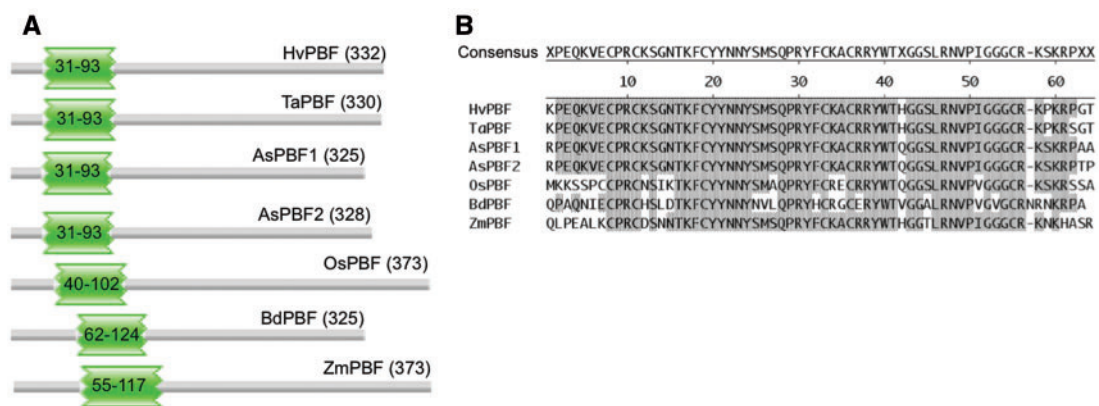 A
HvPBF (332)
31-93
TaPBF (330)
31-93
AsPBF1 (325)
31-93
AsPBF2 (328)
31-93
OsPBF (373)
40-102
BdPBF (325)
62-124
ZmPBF (373)
55-117
B
Consensus XPEQKVECPRCKSGNTKFCYYNNYSMSQPRYFCKACRRYWTXGGSLRNVPIGGGCR-KSKRPXX
10 20 30 40 50 60
HvPBF KPEQKVECPRCKSGNTKFCYYNNYSMSQPRYFCKACRRYWTHGGSLRNVPIGGGCR-KPKRPGT
TaPBF KPEQKVECPRCKSGNTKFCYYNNYSMSQPRYFCKACRRYWTHGGSLRNVPIGGGCR-KPKRSGT
AsPBF1 RPEQKVECPRCKSGNTKFCYYNNYSMSQPRYFCKACRRYWTQGGSLRNVPIGGGCR-KSKRPAA
AsPBF2 RPEQKVECPRCKSGNTKFCYYNNYSMSQPRYFCKACRRYWTQGGSLRNVPIGGGCR-KSKRPTP
OsPBF MKKSSPCCPRCNSIKTKFCYYNNYSMAQPRYFCRECRRYWTQGGSLRNVPVGGGCR-KSKRSSA
BdPBF QPAQNIECPRCHSLDTKFCYYNNYNVLQPRYHCRGCERYWTVGGALRNVPVGVGCRNRNKRPA
ZmPBF QLPEALKCPRCDSNNTKFCYYNNYSMSQPRYFCKACRRYWTHGGTLRNVPIGGGCR-KNKHASR